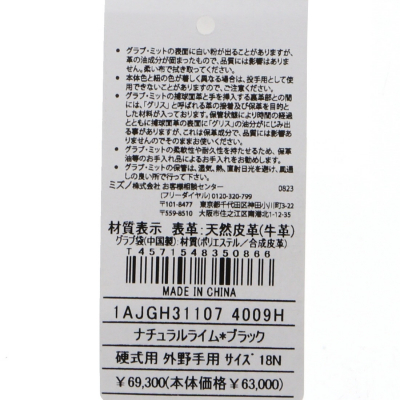 ・グラブ・ミットの表面に白い粉が出ることがありますが、
革の油成分が固まったもので、品質には影響はありま
せん。柔い布で拭き取ってください。
・本体色と紐の色が著しく異なる場合は、投手用として使
用できないことがありますので、ご注意ください。
・グラブ・ミットの捕球面革と手を挿入する裏革部との間
には、「グリス」と呼ばれる革の接着及び保革を目的と
した材料が入っております。保管状態により時間の経過
とともに捕球面革の表面に「グリス」の油分がにじみ出
る事がありますが、これは保革成分で、品質に影響あり
ませんのでそのままお使いください。
・グラブ・ミットの柔軟性や耐久性を持たせるため、保革
油等のお手入れ品によるお手入れをお勧めします。
・グラブ・ミットの保管は、湿気、熱、直射日光を避け、風通
しの良い所で行って下さい。
ミズノ株式会社 お客様相談センター 0823
(フリーダイヤル) 0120-320-799
〒101-8477 東京都千代田区神田小川町3-22
〒559-8510 大阪市住之江区南港北1-12-35
材質表示 表革:天然皮革(牛革)
グラブ袋(中国製):材質(ポリエステル/合成皮革)
T4571548350866
MADE IN CHINA
1AJGH31107 4009H
ナチュラルライム*ブラック
硬式用 外野手用 サイズ 18N
¥69,300(本体価格¥63,000)